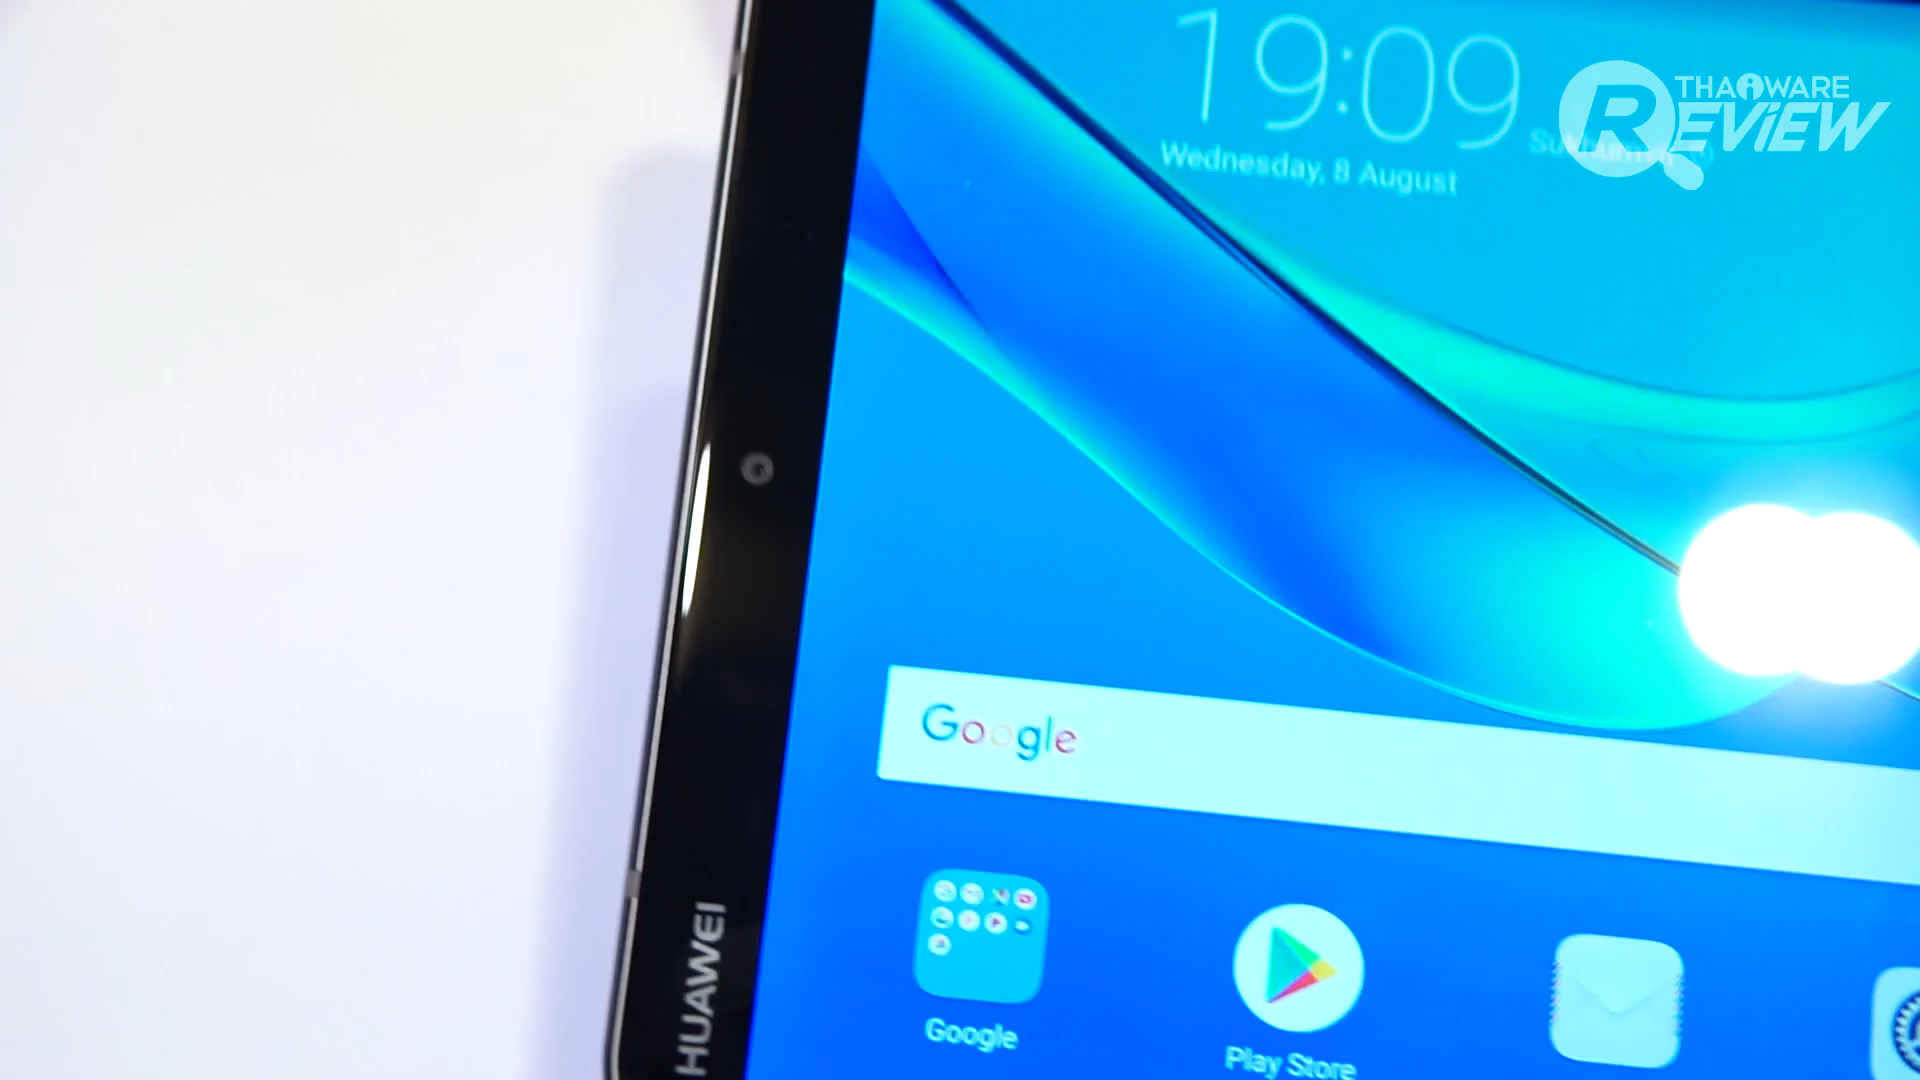 19:09
Wednesday, 8 August
THAiWARE
REViEW
Google
HUAWEI
Google
Play Store